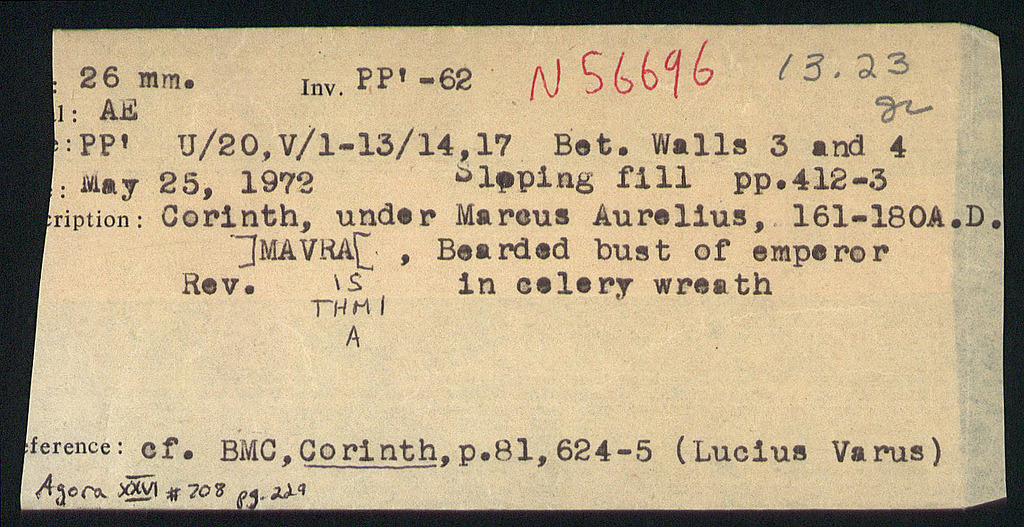 : 26 mm. Inv. PP'-62 N56696 13.23
l: AE
: PP' U/20,V/1-13/14,17 Bet. Walls 3 and 4
: May 25, 1972 Sloping fill pp.412-3
ription: Corinth, under Marcus Aurelius, 161-180A.D.
]MAVRA[ , Bearded bust of emperor
Rev. IS in celery wreath
THMI
A
ference: cf. BMC,Corinth,p.81,624-5 (Lucius Varus)
Agora XXVI #708 pg.229